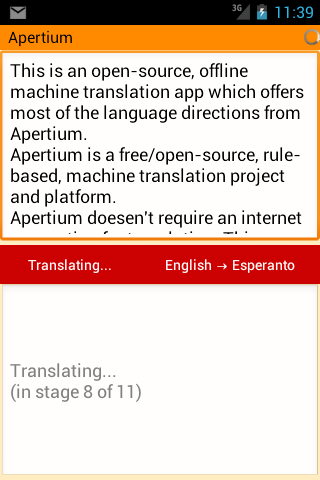 3G
11:39
Apertium
This is an open-source, offline
machine translation app which offers
most of the language directions from
Apertium.
Apertium is a free/open-source, rule-
based, machine translation project
and platform.
Apertium doesen't require an internet
Translating...
English → Esperanto
Translating...
(in stage 8 of 11)